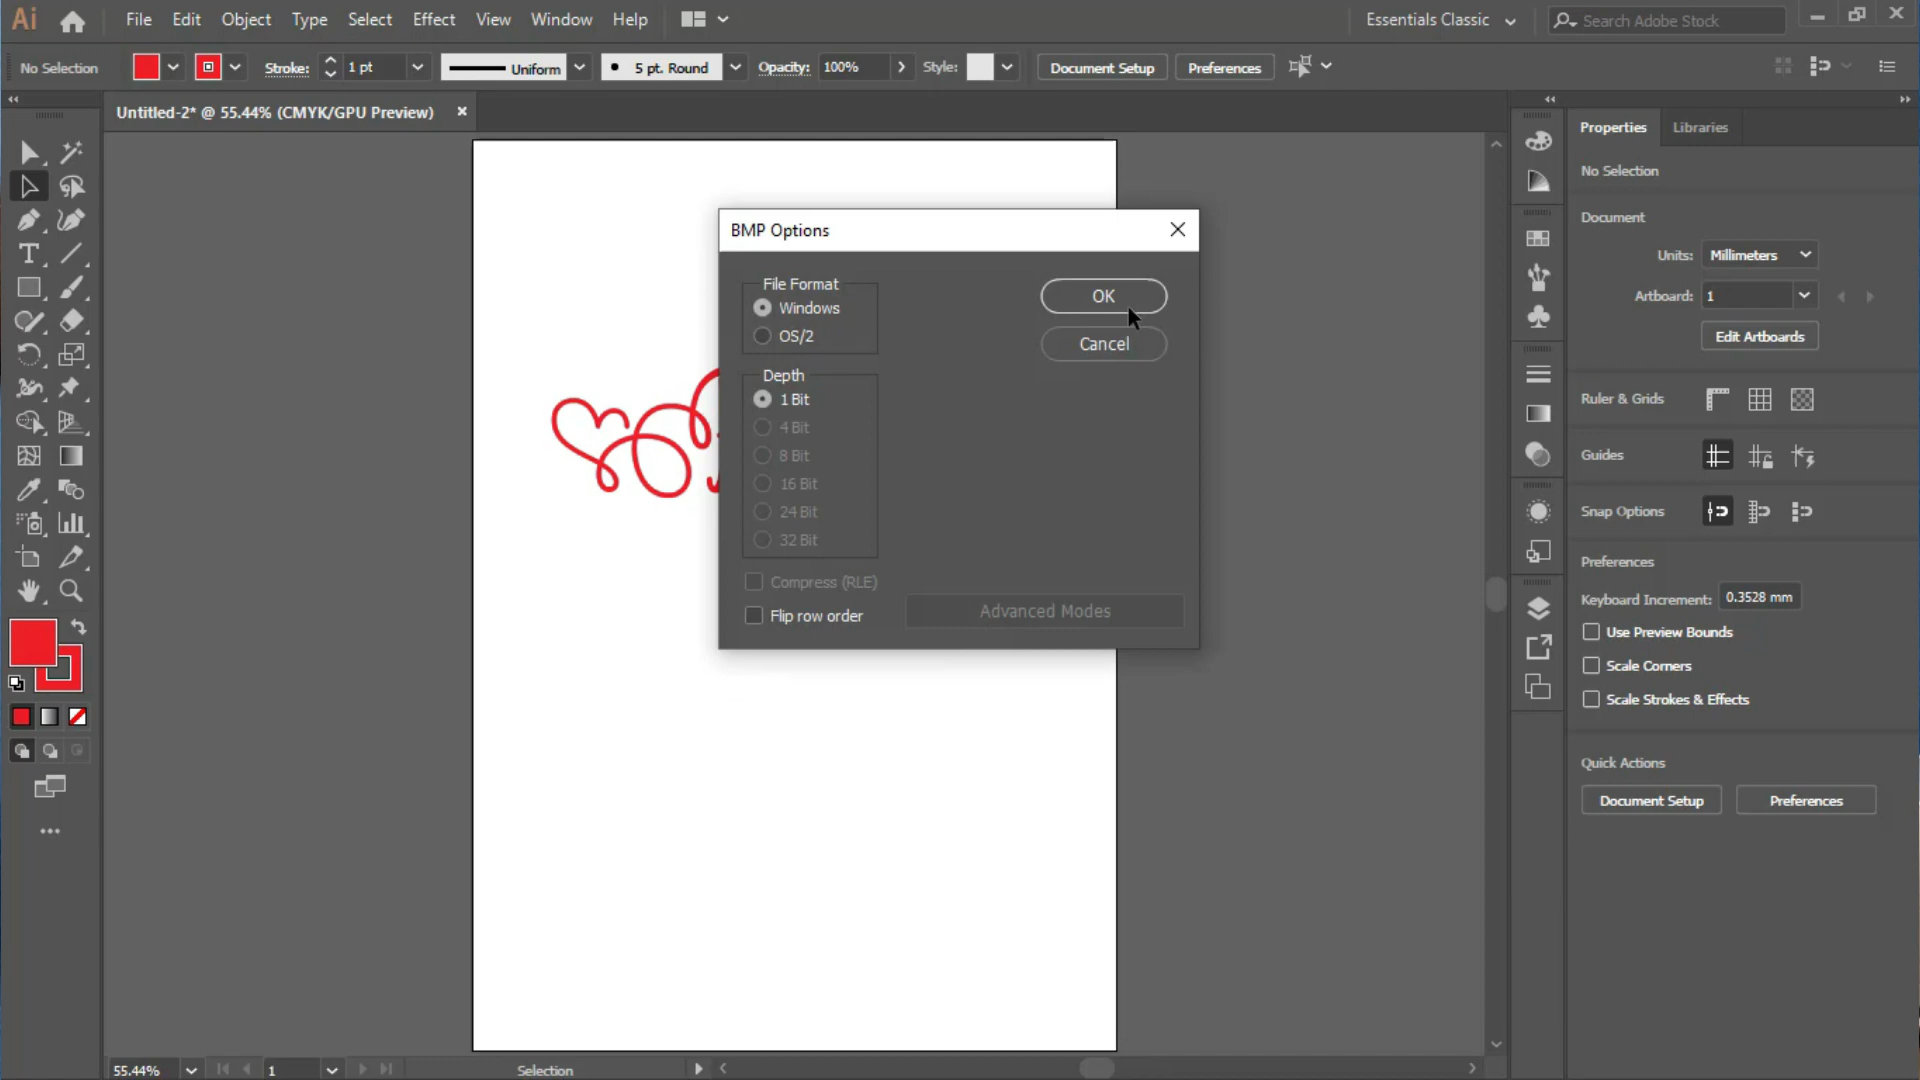 Ai File Edit Object Type Select Effect View Window Help Essentials Classic Search Adobe Stock
No Selection Stroke: 1 pt Uniform 5 pt. Round Opacity: 100% Style: Document Setup Preferences
Untitled-2* @ 55.44% (CMYK/GPU Preview)
Properties Libraries
No Selection
Document
Units: Millimeters
Artboard: 1
Edit Artboards
Ruler & Grids
Guides
Snap Options
Preferences
Keyboard Increment: 0.3528 mm
Use Preview Bounds
Scale Corners
Scale Strokes & Effects
Quick Actions
Document Setup Preferences
BMP Options
File Format
Windows
OS/2
OK
Cancel
Depth
1 Bit
4 Bit
8 Bit
16 Bit
24 Bit
32 Bit
Compress (RLE)
Flip row order
Advanced Modes
55.44% 1 Selection